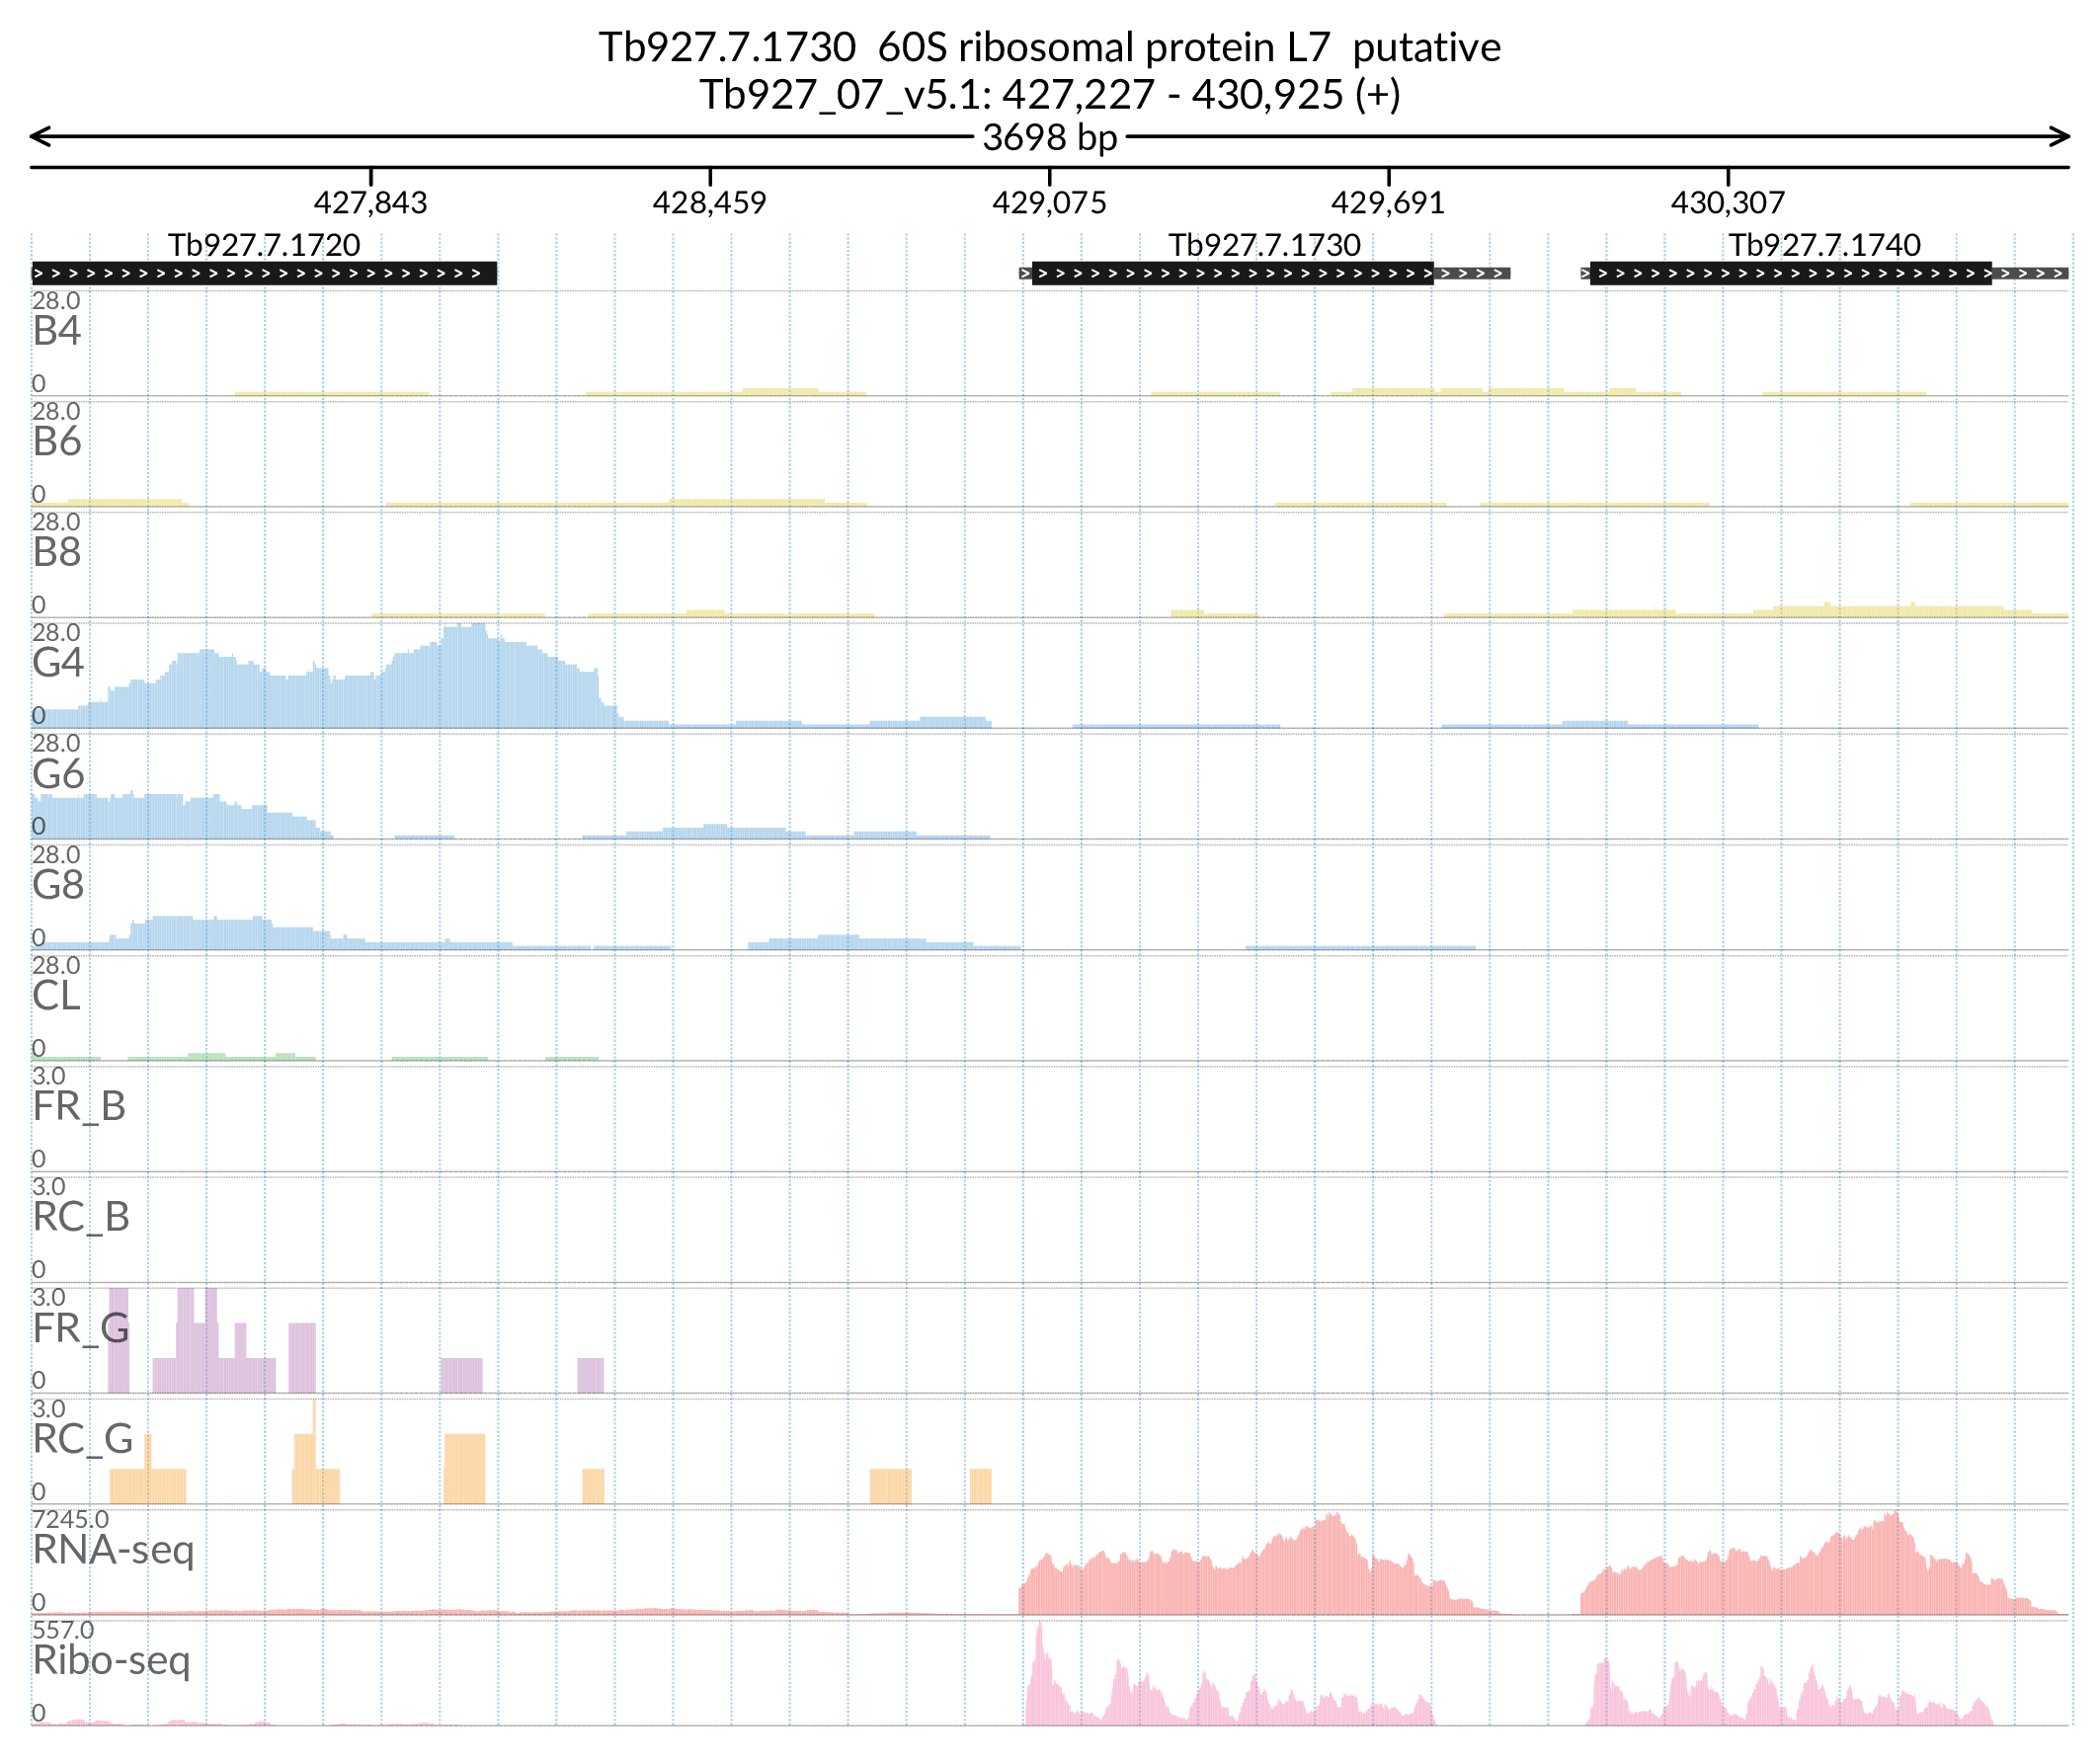 Tb927.7.1730  60S ribosomal protein L7  putative
Tb927_07_v5.1: 427,227 - 430,925 (+)
3698 bp
427,843 428,459 429,075 429,691 430,307
Tb927.7.1720 Tb927.7.1730 Tb927.7.1740
28.0
B4
0
28.0
B6
0
28.0
B8
0
28.0
G4
0
28.0
G6
0
28.0
G8
0
28.0
CL
0
3.0
FR_B
0
3.0
RC_B
0
3.0
FR_G
0
3.0
RC_G
0
7245.0
RNA-seq
0
557.0
Ribo-seq
0